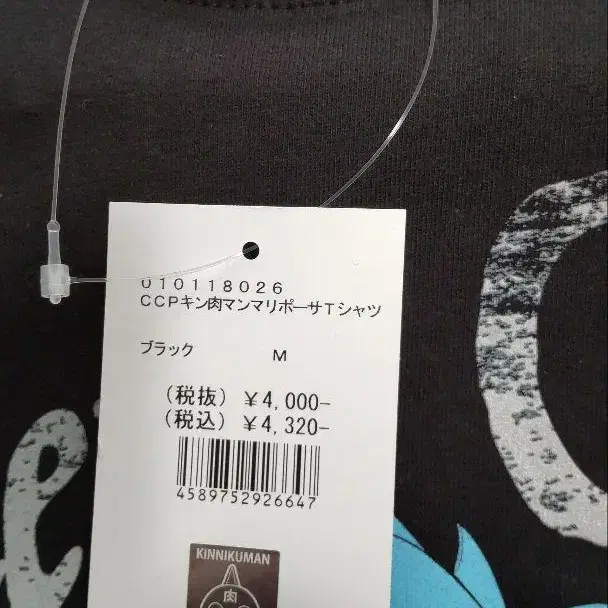 010118026
CCPキン肉マンマリポーサTシャツ
ブラック M
(税抜) ¥4,000-
(税込) ¥4,320-
4589752926647
KINNIKUMAN
肉